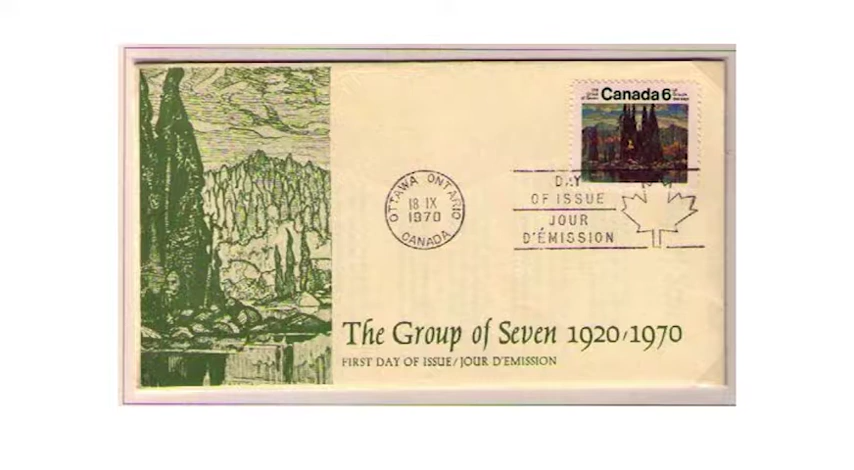 Canada 6
OTTAWA ONTARIO
18 IX
1970
CANADA
DAY
OF ISSUE
JOUR
D'ÉMISSION
The Group of Seven 1920/1970
FIRST DAY OF ISSUE/JOUR D'EMISSION